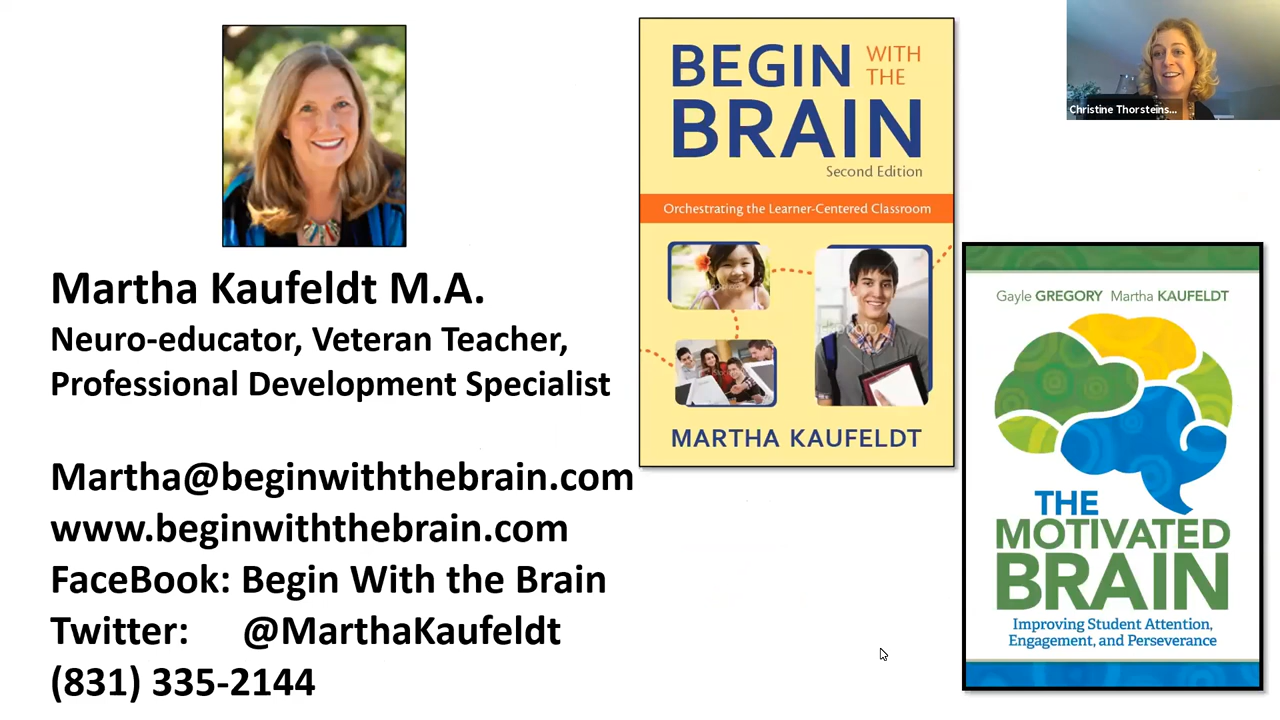 Martha Kaufeldt M.A.
Neuro-educator, Veteran Teacher,
Professional Development Specialist
Martha@beginwiththebrain.com
www.beginwiththebrain.com
FaceBook: Begin With the Brain
Twitter: @MarthaKaufeldt
(831) 335-2144
BEGIN WITH
THE
BRAIN
Second Edition
Orchestrating the Learner-Centered Classroom
MARTHA KAUFELDT
Christine Thorsteins...
Gayle GREGORY Martha KAUFELDT
THE
MOTIVATED
BRAIN
Improving Student Attention,
Engagement, and Perseverance